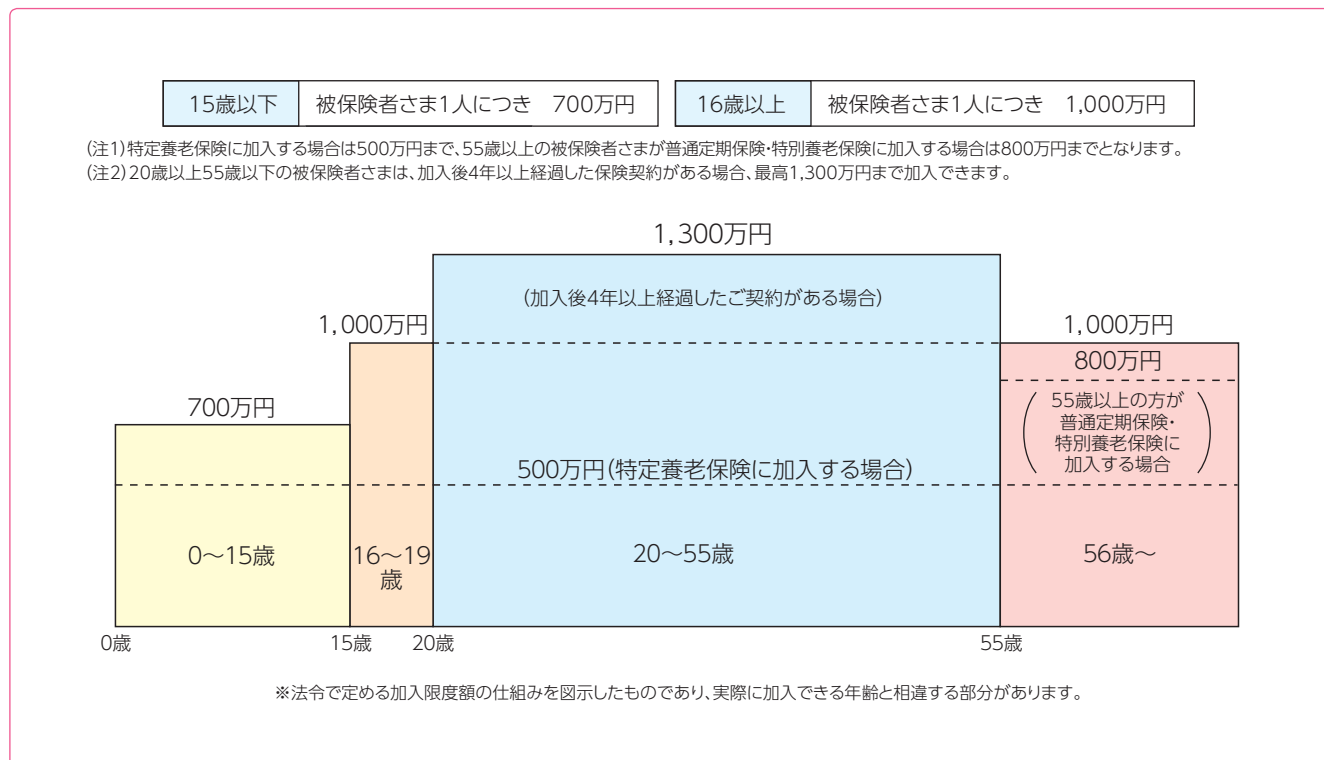 15歳以下 被保険者さま1人につき 700万円 16歳以上 被保険者さま1人につき 1,000万円
(注1)特定養老保険に加入する場合は500万円まで、55歳以上の被保険者さまが普通定期保険・特別養老保険に加入する場合は800万円までとなります。
(注2)20歳以上55歳以下の被保険者さまは、加入後4年以上経過した保険契約がある場合、最高1,300万円まで加入できます。
1,300万円
(加入後4年以上経過したご契約がある場合)
1,000万円
1,000万円
800万円
700万円
55歳以上の方が
普通定期保険・
特別養老保険に
加入する場合
500万円(特定養老保険に加入する場合)
0〜15歳
16〜19
歳
20〜55歳
56歳〜
0歳 15歳 20歳 55歳
※法令で定める加入限度額の仕組みを図示したものであり、実際に加入できる年齢と相違する部分があります。